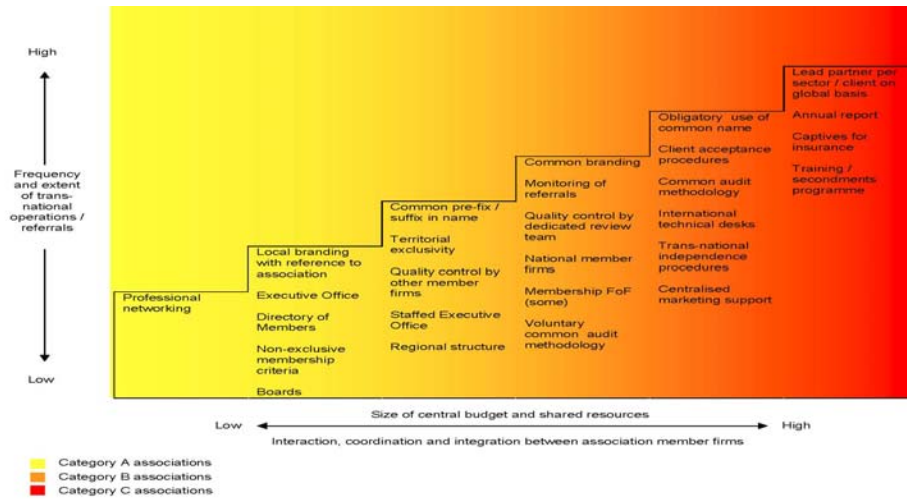 High
Frequency
and extent
of trans-
national
operations /
referrals
Low
Professional
networking
Local branding
with reference to
association
Executive Office
Directory of
Members
Non-exclusive
membership
criteria
Boards
Common pre-fix /
suffix in name
Territorial
exclusivity
Quality control by
other member
firms
Staffed Executive
Office
Regional structure
Common branding
Monitoring of
referrals
Quality control by
dedicated review
team
National member
firms
Membership FoF
(some)
Voluntary
common audit
methodology
Obligatory use of
common name
Client acceptance
procedures
Common audit
methodology
International
technical desks
Trans-national
independence
procedures
Centralised
marketing support
Lead partner per
sector / client on
global basis
Annual report
Captives for
insurance
Training /
secondments
programme
Size of central budget and shared resources
Low
High
Interaction, coordination and integration between association member firms
Category A associations
Category B associations
Category C associations